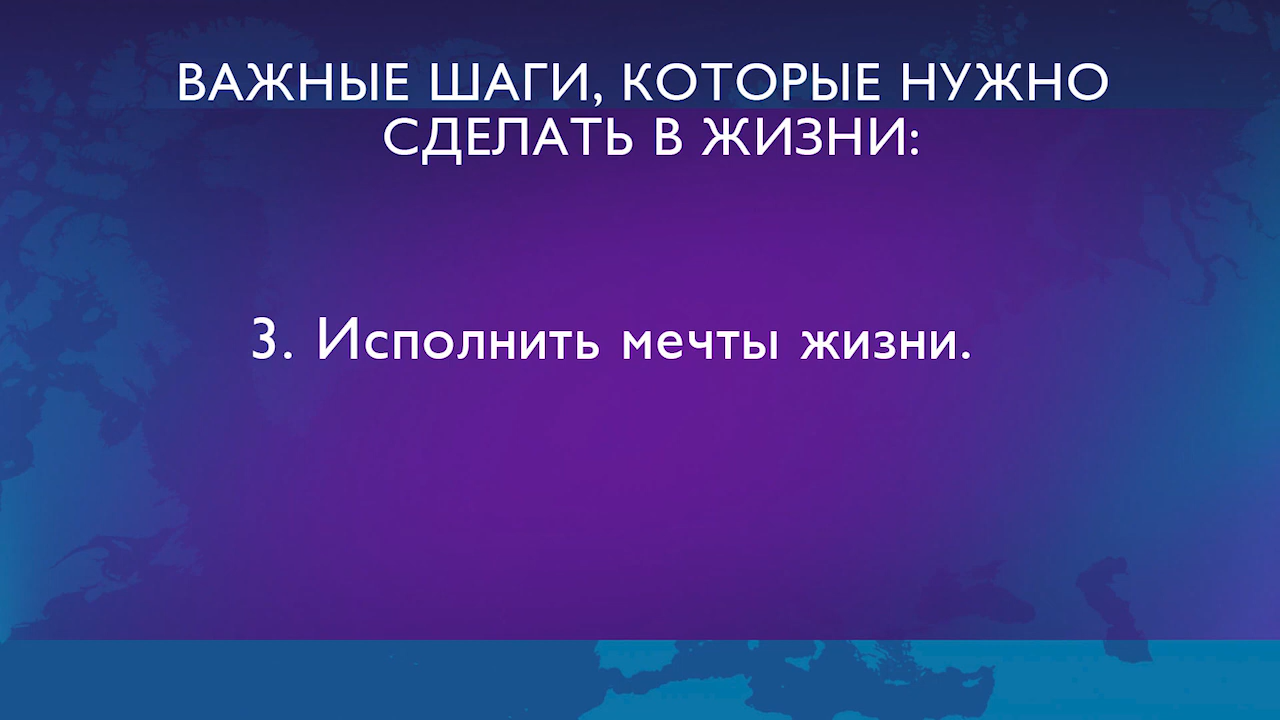 ВАЖНЫЕ ШАГИ, КОТОРЫЕ НУЖНО
СДЕЛАТЬ В ЖИЗНИ:
3. Исполнить мечты жизни.